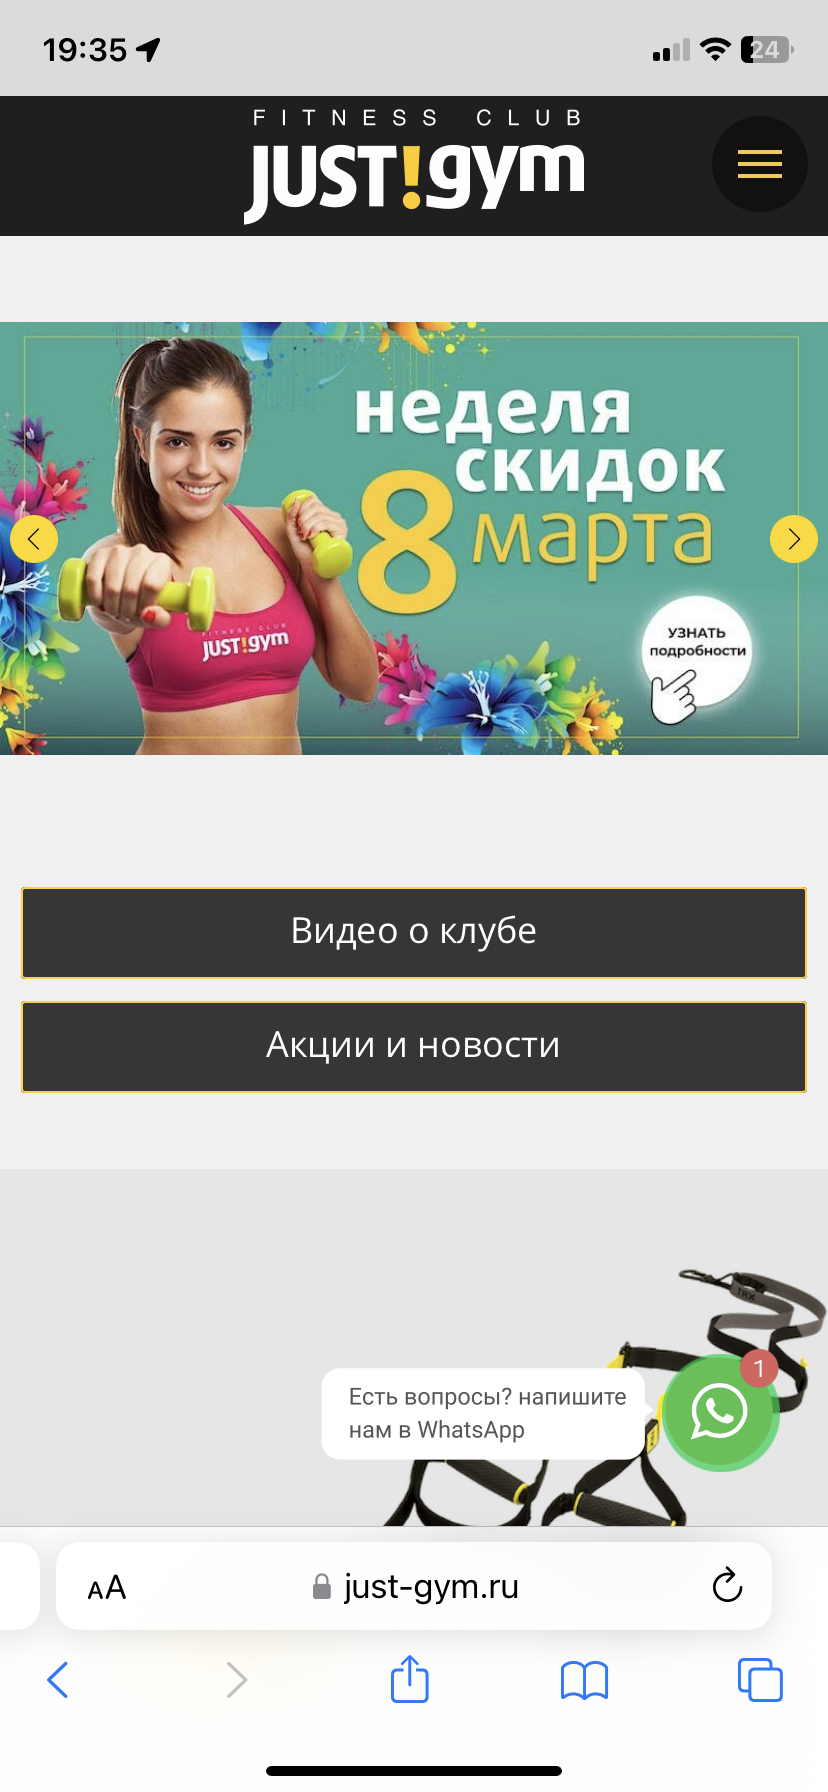 19:35
24
FITNESS CLUB
JUST!gym
неделя
скидок
8 марта
FITNESS CLUB
JUST!gym
УЗНАТЬ
подробности
Видео о клубе
Акции и новости
TRX
1
Есть вопросы? напишите
нам в WhatsApp
AA
just-gym.ru